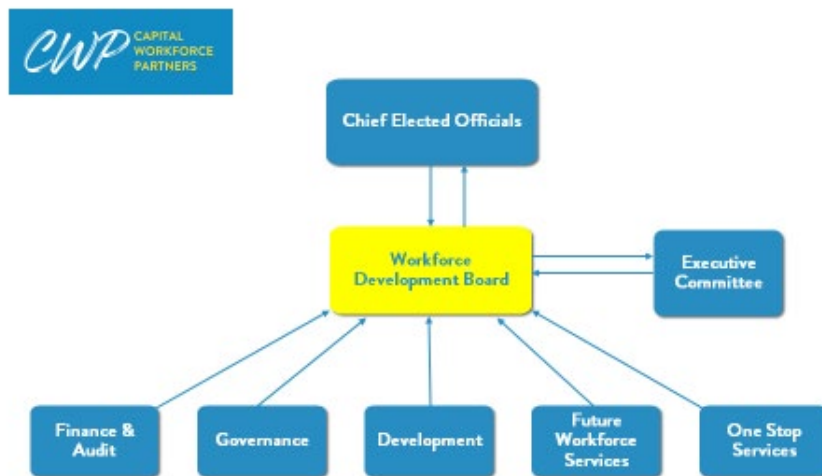 CWP CAPITAL
WORKFORCE
PARTNERS
Chief Elected Officials
Workforce
Development Board
Executive
Committee
Finance &
Audit
Governance
Development
Future
Workforce
Services
One Stop
Services